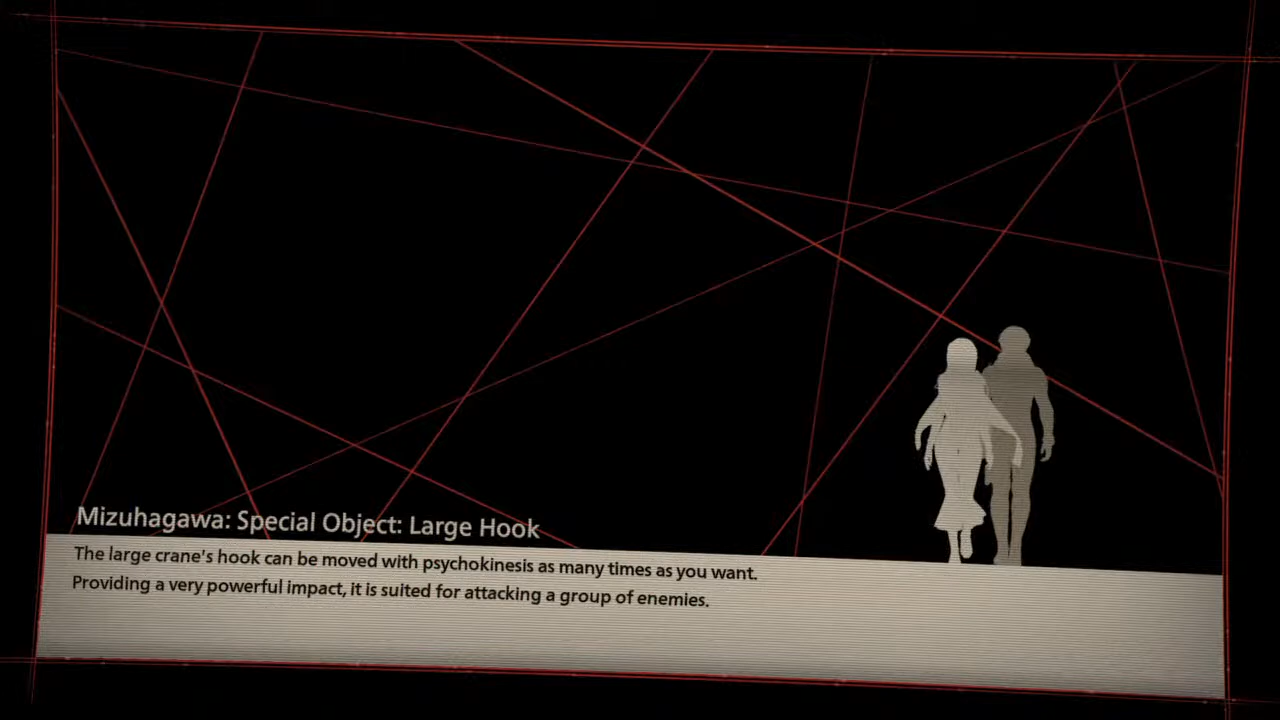 Mizuhagawa: Special Object: Large Hook
The large crane's hook can be moved with psychokinesis as many times as you want.
Providing a very powerful impact, it is suited for attacking a group of enemies.